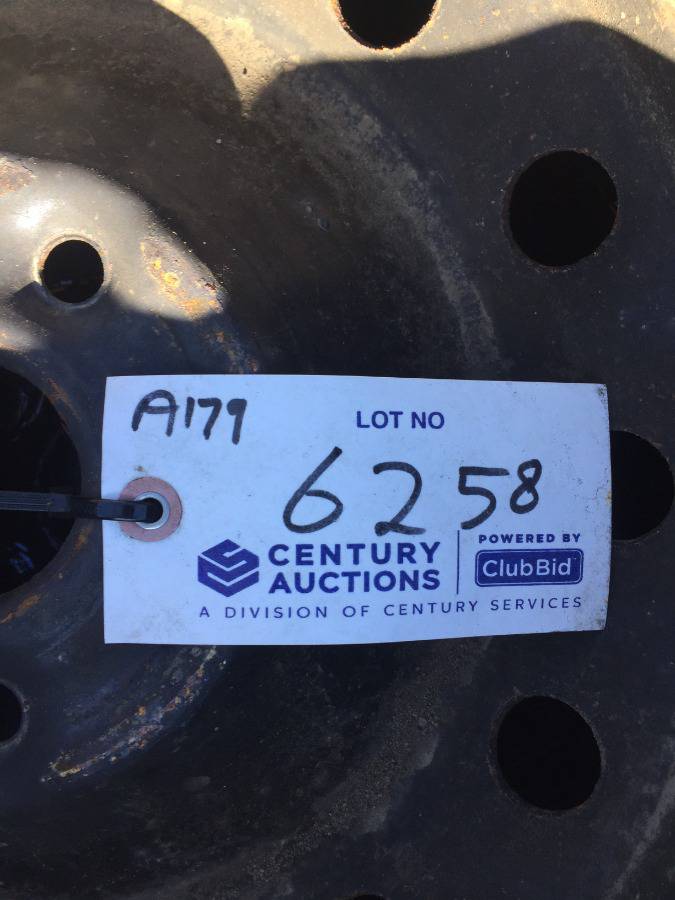 A179 LOT NO
6258
CENTURY AUCTIONS
POWERED BY
ClubBid
A DIVISION OF CENTURY SERVICES